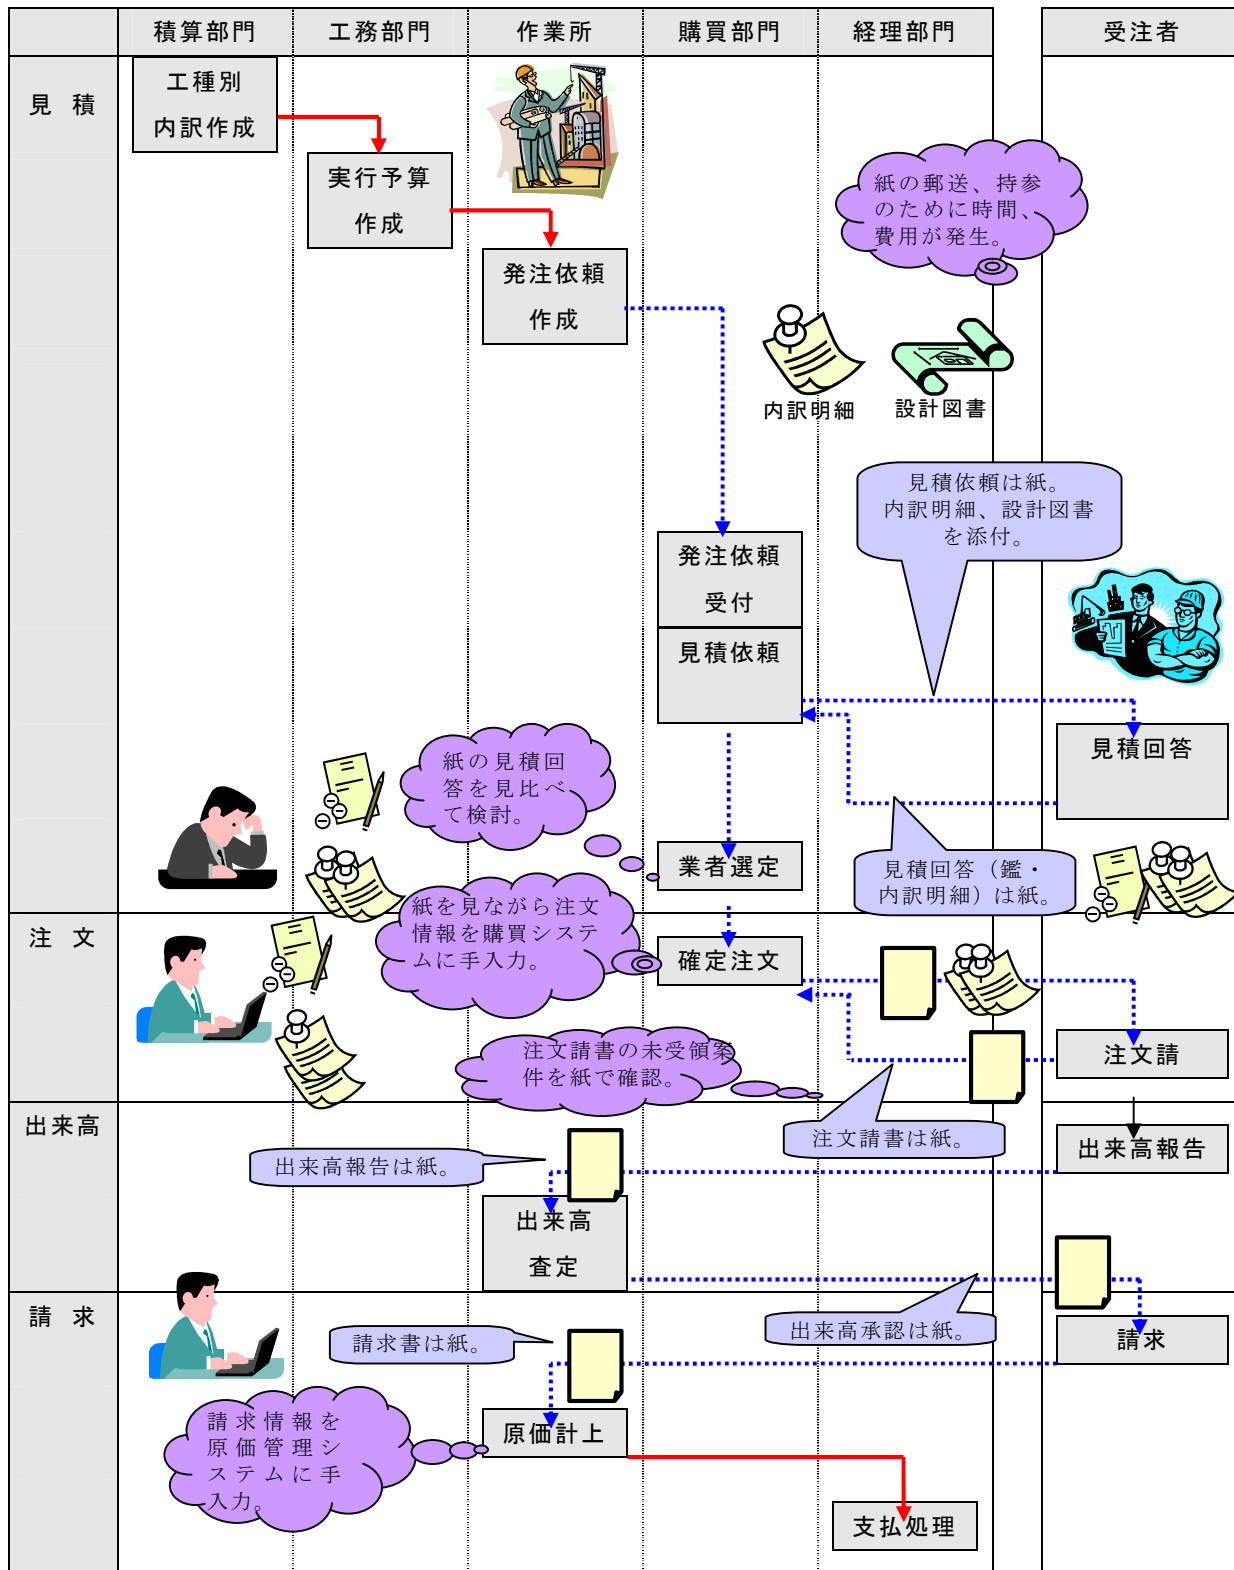 積算部門
工務部門
作業所
購買部門
経理部門
受注者
見 積
工種別
内訳作成
実行予算
作成
紙の郵送、持参
のために時間、
費用が発生。
発注依頼
作成
内訳明細
設計図書
見積依頼は紙。
内訳明細、設計図書
を添付。
発注依頼
受付
見積依頼
見積回答
紙の見積回
答を見比べ
て検討。
業者選定
見積回答（鑑・
内訳明細）は紙。
注 文
紙を見ながら注文
情報を購買システ
ムに手入力。
確定注文
注文請書の未受領案
件を紙で確認。
注文請
出来高
注文請書は紙。
出来高報告
出来高報告は紙。
出来高
査定
請 求
出来高承認は紙。
請求
請求書は紙。
請求情報を
原価管理シ
ステムに手
入力。
原価計上
支払処理